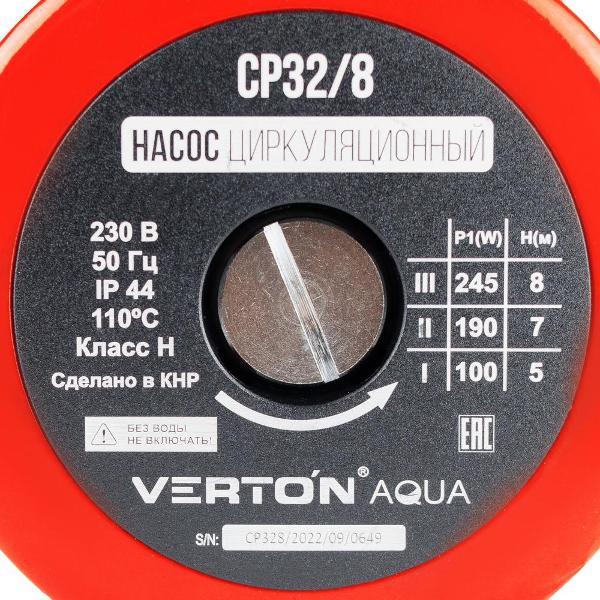 CP32/8
НАСОС ЦИРКУЛЯЦИОННЫЙ
230 В
50 Гц
IP 44
110°C
Класс H
Сделано в КНР
БЕЗ ВОДЫ
НЕ ВКЛЮЧАТЬ!
P1(W) H(м)
III 245 8
II 190 7
I 100 5
EAC
VERTON® AQUA
S/N: CP328/2022/09/0649